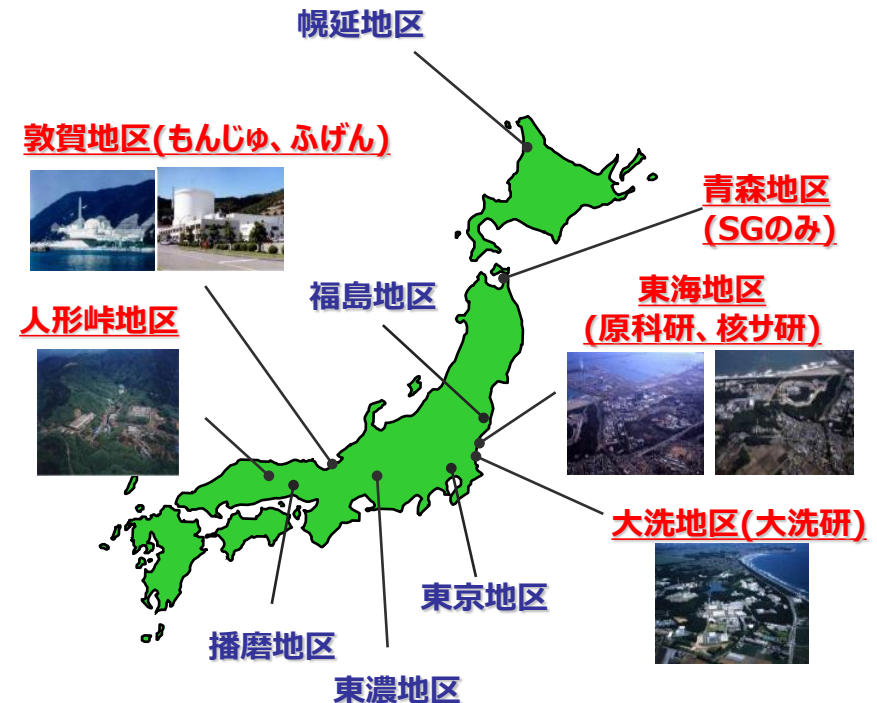 幌延地区
敦賀地区(もんじゅ、ふげん)
青森地区
(SGのみ)
福島地区
東海地区
(原科研、核サ研)
人形峠地区
大洗地区(大洗研)
東京地区
播磨地区
東濃地区